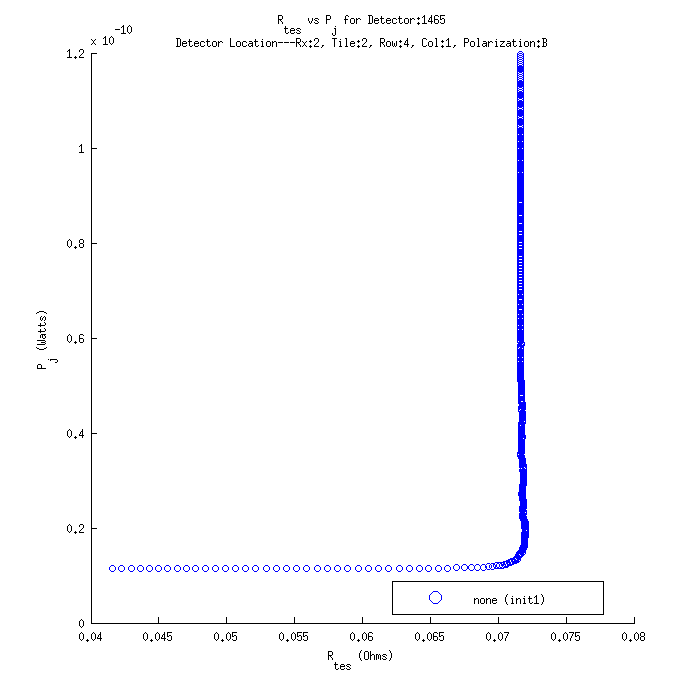 R_tes vs P_j for Detector:1465
Detector Location---Rx:2, Tile:2, Row:4, Col:1, Polarization:B
x 10^-10
1.2
1
0.8
0.6
0.4
0.2
0
P_j (Watts)
none (init1)
0.04 0.045 0.05 0.055 0.06 0.065 0.07 0.075 0.08
R_tes (Ohms)